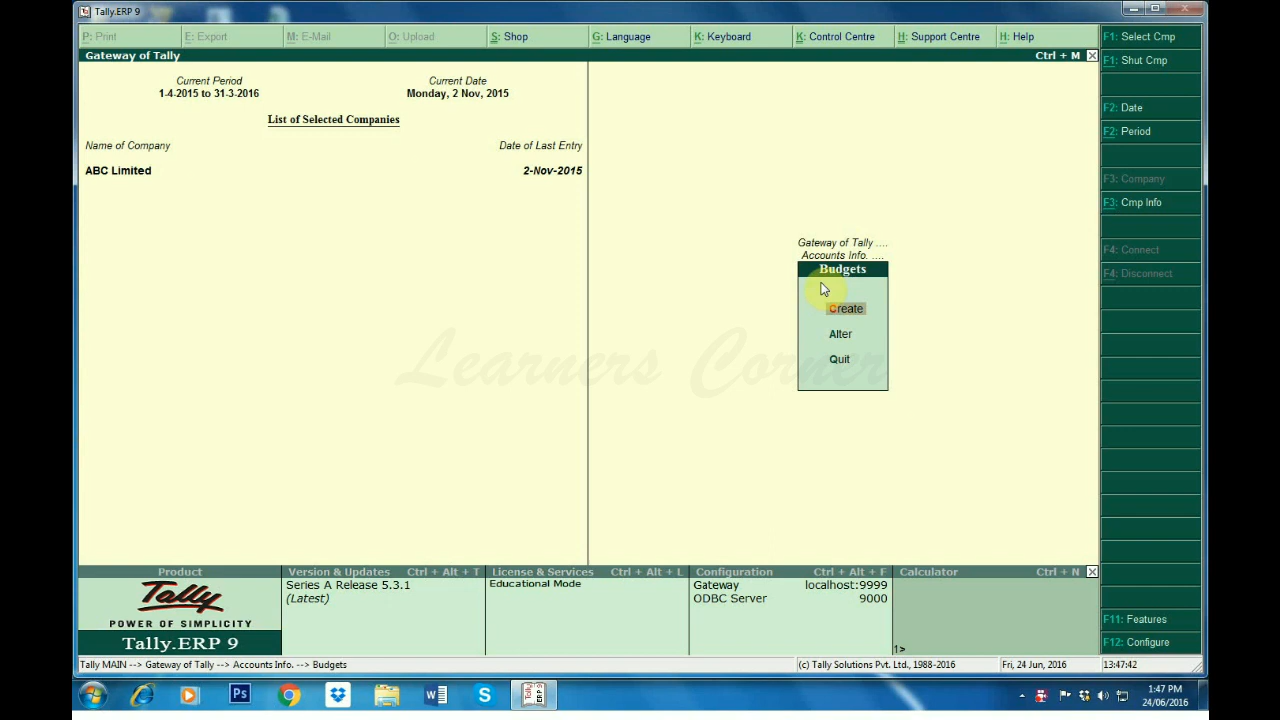 Tally.ERP 9
P: Print
E: Export
M: E-Mail
O: Upload
S: Shop
G: Language
K: Keyboard
K: Control Centre
H: Support Centre
H: Help
F1: Select Cmp
Gateway of Tally
Ctrl + M
F1: Shut Cmp
Current Period
Current Date
1-4-2015 to 31-3-2016
Monday, 2 Nov, 2015
List of Selected Companies
Name of Company
Date of Last Entry
ABC Limited
2-Nov-2015
F2: Date
F2: Period
F3: Company
F3: Cmp Info
F4: Connect
F4: Disconnect
Gateway of Tally ....
Accounts Info. ....
Budgets
Create
Alter
Quit
Learners Corner
Product
Tally
POWER OF SIMPLICITY
Tally.ERP 9
Version & Updates
Ctrl + Alt + T
Series A Release 5.3.1
(Latest)
License & Services
Ctrl + Alt + L
Educational Mode
Configuration
Ctrl + Alt + F
Gateway
localhost:9999
ODBC Server
9000
Calculator
Ctrl + N
1>
F11: Features
F12: Configure
Tally MAIN --> Gateway of Tally --> Accounts Info. --> Budgets
(c) Tally Solutions Pvt. Ltd., 1988-2016
Fri, 24 Jun, 2016
13:47:42
Ps
Tally
ERP 9
1:47 PM
24/06/2016